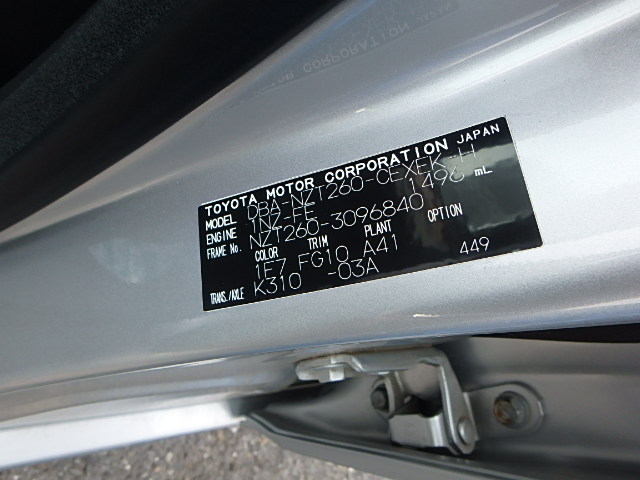 TOYOTA MOTOR CORPORATION JAPAN
MODEL DBA-NZT260-CEXEK-H
ENGINE 1NZ-FE 1496 mL
FRAME No. NZT260-3096840
COLOR TRIM PLANT OPTION
1F7 FG10 A41
TRANS./AXLE K310 -03A 449